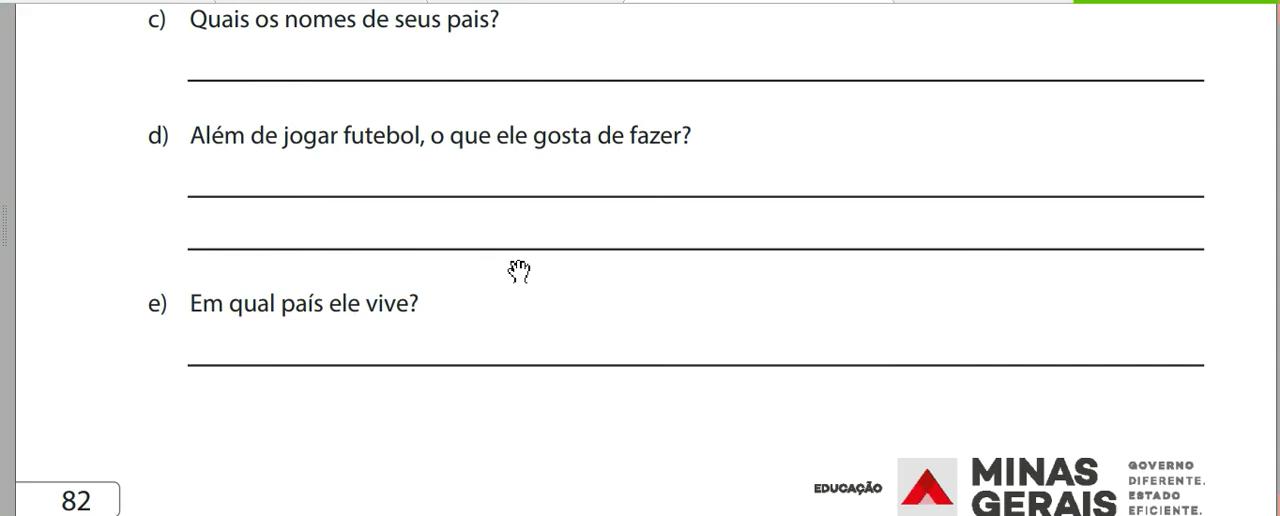 c) Quais os nomes de seus pais?
d) Além de jogar futebol, o que ele gosta de fazer?
e) Em qual país ele vive?
82
EDUCAÇÃO
MINAS
GERAIS
GOVERNO
DIFERENTE.
ESTADO
EFICIENTE.